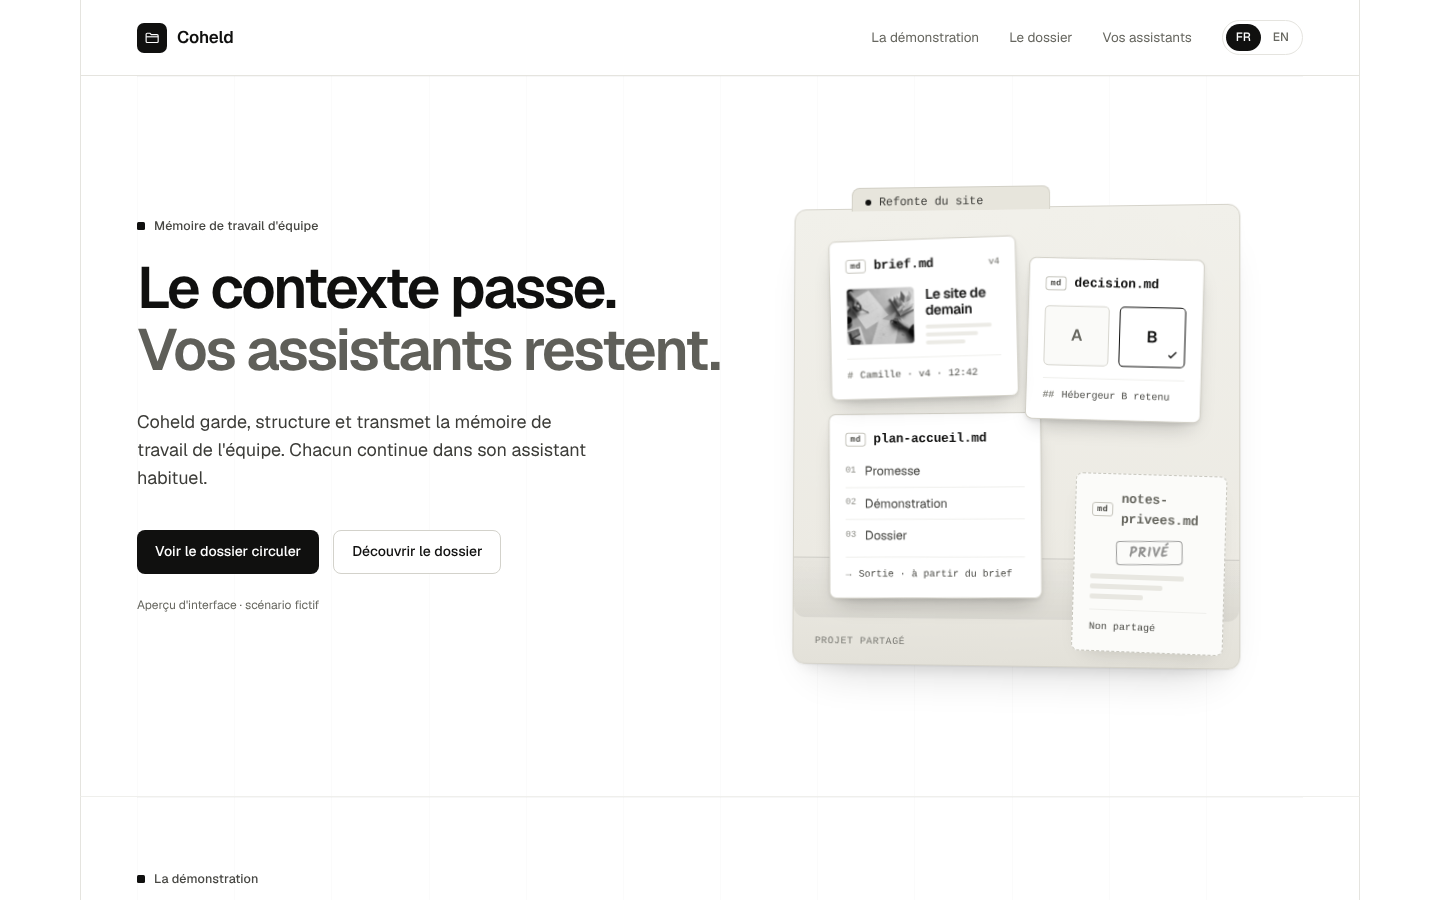 Coheld
La démonstration
Le dossier
Vos assistants
FR
EN
Mémoire de travail d'équipe
Le contexte passe.
Vos assistants restent.
Coheld garde, structure et transmet la mémoire de
travail de l'équipe. Chacun continue dans son assistant
habituel.
Voir le dossier circuler
Découvrir le dossier
Aperçu d'interface · scénario fictif
Refonte du site
md brief.md v4
Le site de
demain
# Camille · v4 · 12:42
md decision.md
A
B
## Hébergeur B retenu
md plan-accueil.md
01 Promesse
02 Démonstration
03 Dossier
→ Sortie · à partir du brief
md notes-
privees.md
PRIVÉ
Non partagé
PROJET PARTAGÉ
La démonstration